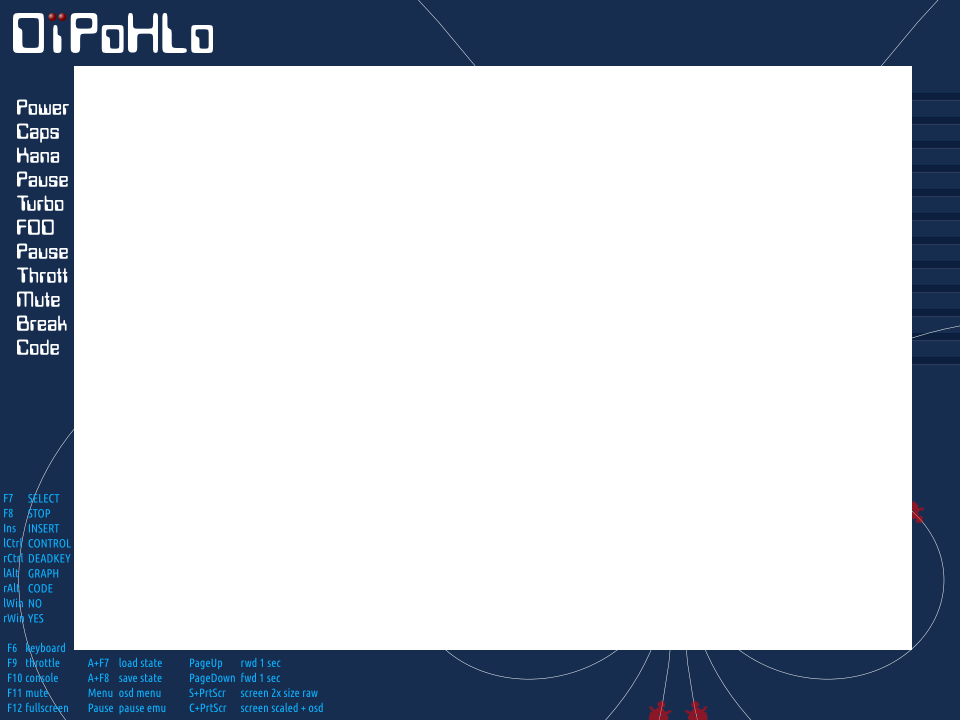 OïPoHLo
Power
Caps
Kana
Pause
Turbo
FDD
Pause
Thrott
Mute
Break
Code
F7 SELECT
F8 STOP
Ins INSERT
lCtrl CONTROL
rCtrl DEADKEY
lAlt GRAPH
rAlt CODE
lWin NO
rWin YES
F6 keyboard
F9 throttle A+F7 load state PageUp rwd 1 sec
F10 console A+F8 save state PageDown fwd 1 sec
F11 mute Menu osd menu S+PrtScr screen 2x size raw
F12 fullscreen Pause pause emu C+PrtScr screen scaled + osd